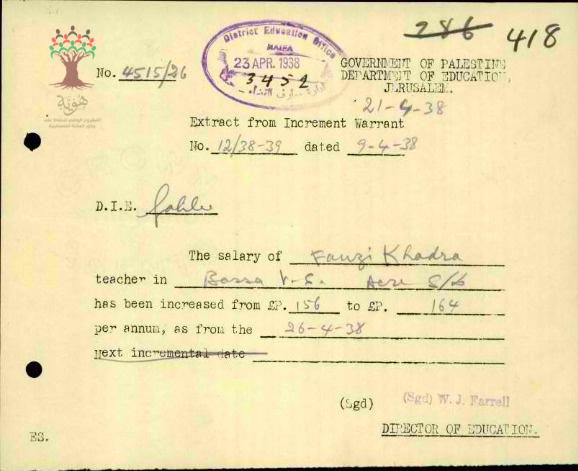 286 418
District Education Office
HAIFA
23 APR. 1938
3452
No. 4515/26
GOVERNMENT OF PALESTINE
DEPARTMENT OF EDUCATION,
JERUSALEM.
21-4-38
هوية
Extract from Increment Warrant
No. 12/38-39 dated 9-4-38
D.I.E.
The salary of Fauzi Khadra
teacher in Bassa V.S. Acre S/D
has been increased from £P. 156 to £P. 164
per annum, as from the 26-4-38
Next incremental date
(Sgd) (Sgd) W. J. Farrell
DIRECTOR OF EDUCATION.
ES.